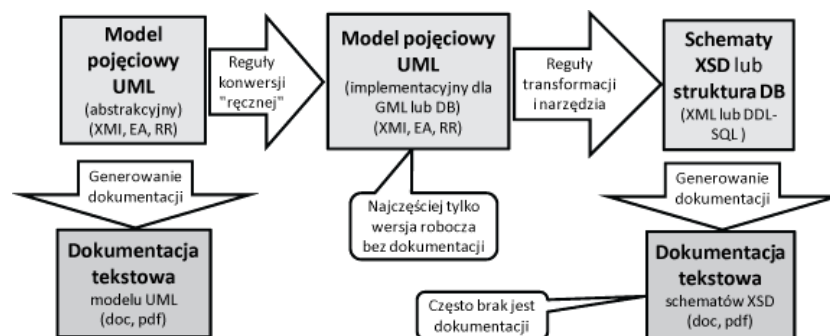 Model
pojęciowy
UML
(abstrakcyjny)
(XMI, EA, RR)
Reguły
konwersji
"ręcznej"
Model pojęciowy
UML
(implementacyjny dla
GML lub DB)
(XMI, EA, RR)
Reguły
transformacji
i narzędzia
Schematy
XSD lub
struktura DB
(XML lub DDL-
SQL )
Generowanie
dokumentacji
Najczęściej tylko
wersja robocza
bez dokumentacji
Generowanie
dokumentacji
Dokumentacja
tekstowa
modelu UML
(doc, pdf)
Często brak jest
dokumentacji
Dokumentacja
tekstowa
schematów XSD
(doc, pdf)